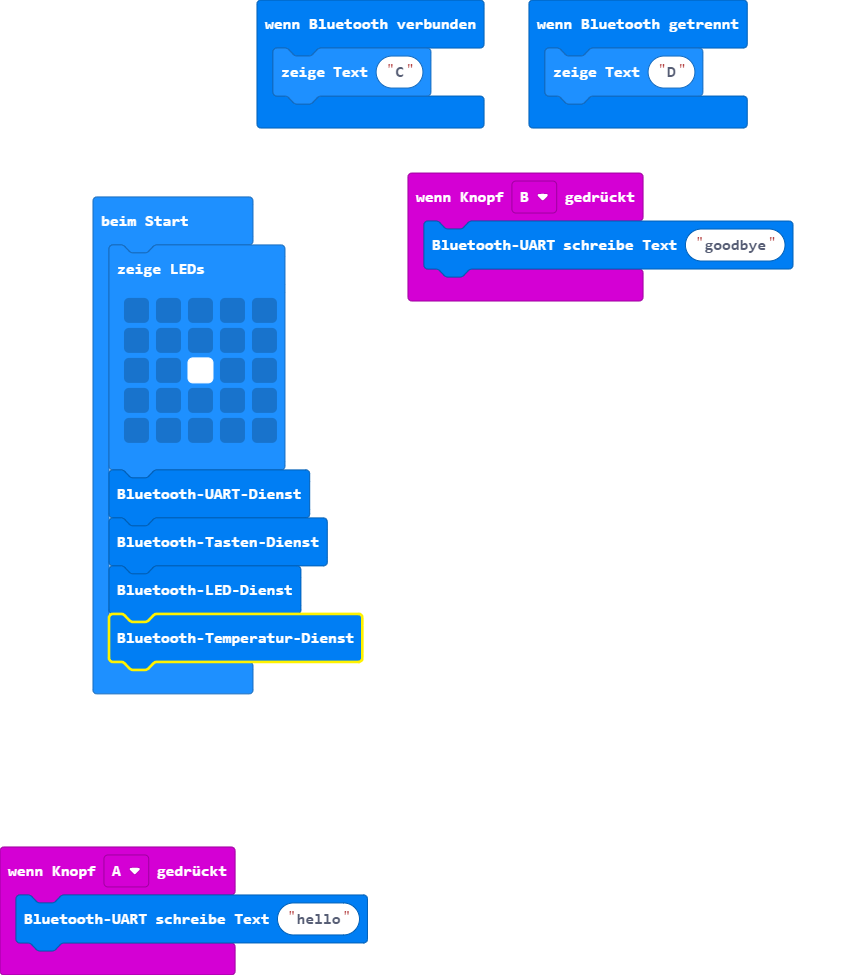 wenn Bluetooth verbunden
zeige Text "C"
wenn Bluetooth getrennt
zeige Text "D"
wenn Knopf B gedrückt
Bluetooth-UART schreibe Text "goodbye"
beim Start
zeige LEDs
Bluetooth-UART-Dienst
Bluetooth-Tasten-Dienst
Bluetooth-LED-Dienst
Bluetooth-Temperatur-Dienst
wenn Knopf A gedrückt
Bluetooth-UART schreibe Text "hello"